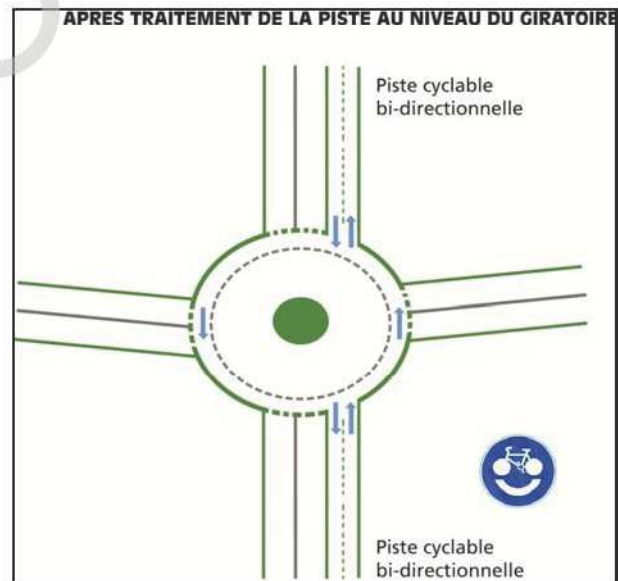 APRES TRAITEMENT DE LA PISTE AU NIVEAU DU GIRATOIRE
Piste cyclable
bi-directionnelle
Piste cyclable
bi-directionnelle